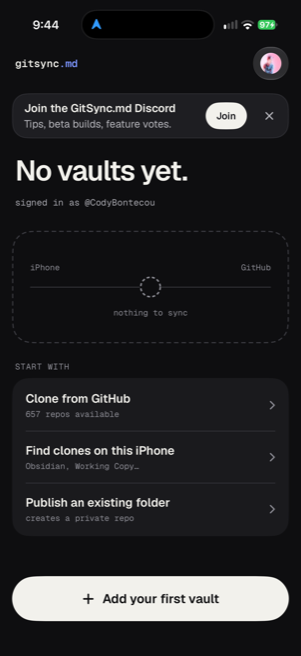 9:44
97
gitsync.md
Join the GitSync.md Discord
Tips, beta builds, feature votes.
Join
No vaults yet.
signed in as @CodyBontecou
iPhone
GitHub
nothing to sync
START WITH
Clone from GitHub
657 repos available
Find clones on this iPhone
Obsidian, Working Copy…
Publish an existing folder
creates a private repo
Add your first vault